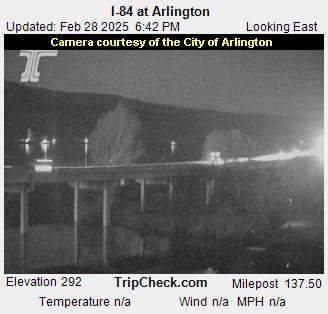 I-84 at Arlington
Updated: Feb 28 2025 6:42 PM Looking East
Camera courtesy of the City of Arlington
Elevation 292 TripCheck.com Milepost 137.50
Temperature n/a Wind n/a MPH n/a